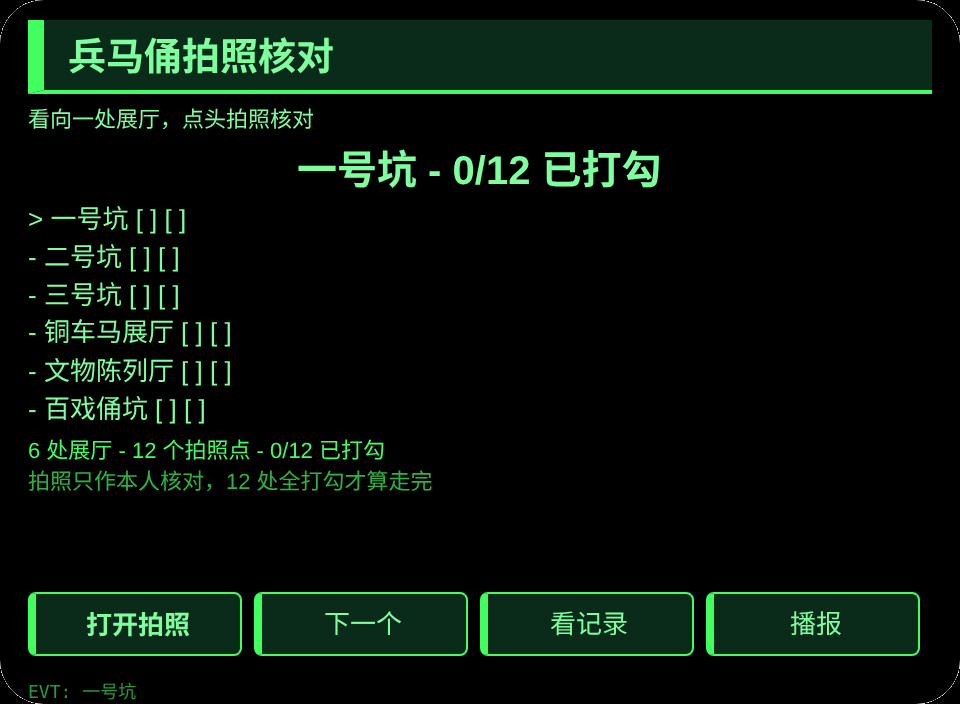 兵马俑拍照核对
看向一处展厅，点头拍照核对
一号坑 - 0/12 已打勾
> 一号坑 [ ] [ ]
- 二号坑 [ ] [ ]
- 三号坑 [ ] [ ]
- 铜车马展厅 [ ] [ ]
- 文物陈列厅 [ ] [ ]
- 百戏俑坑 [ ] [ ]
6 处展厅 - 12 个拍照点 - 0/12 已打勾
拍照只作本人核对，12 处全打勾才算走完
打开拍照
下一个
看记录
播报
EVT: 一号坑